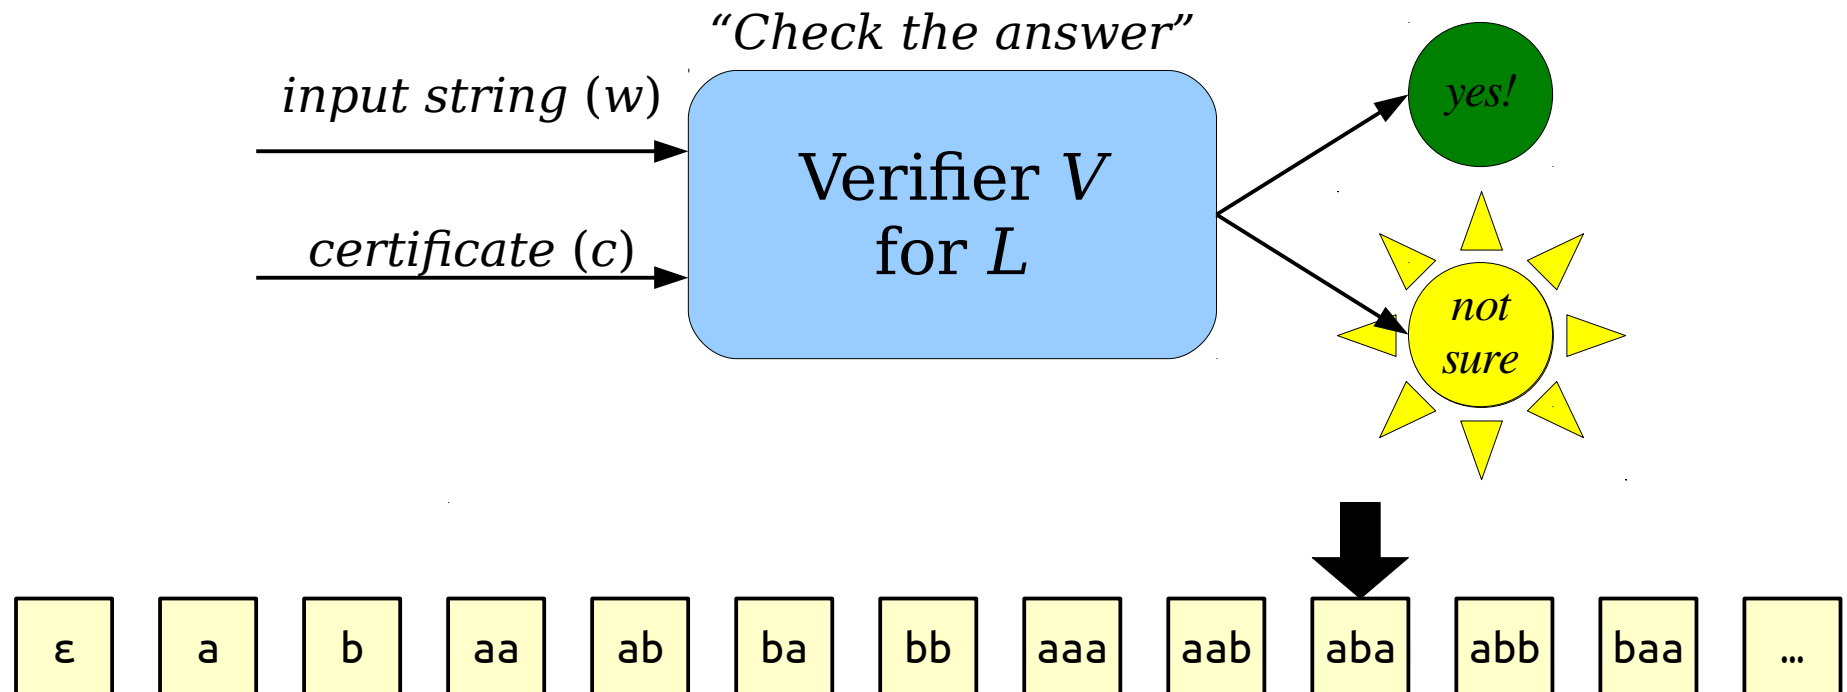 “Check the answer”
input string (w)
certificate (c)
Verifier V
for L
yes!
not
sure
ε a b aa ab ba bb aaa aab aba abb baa ...